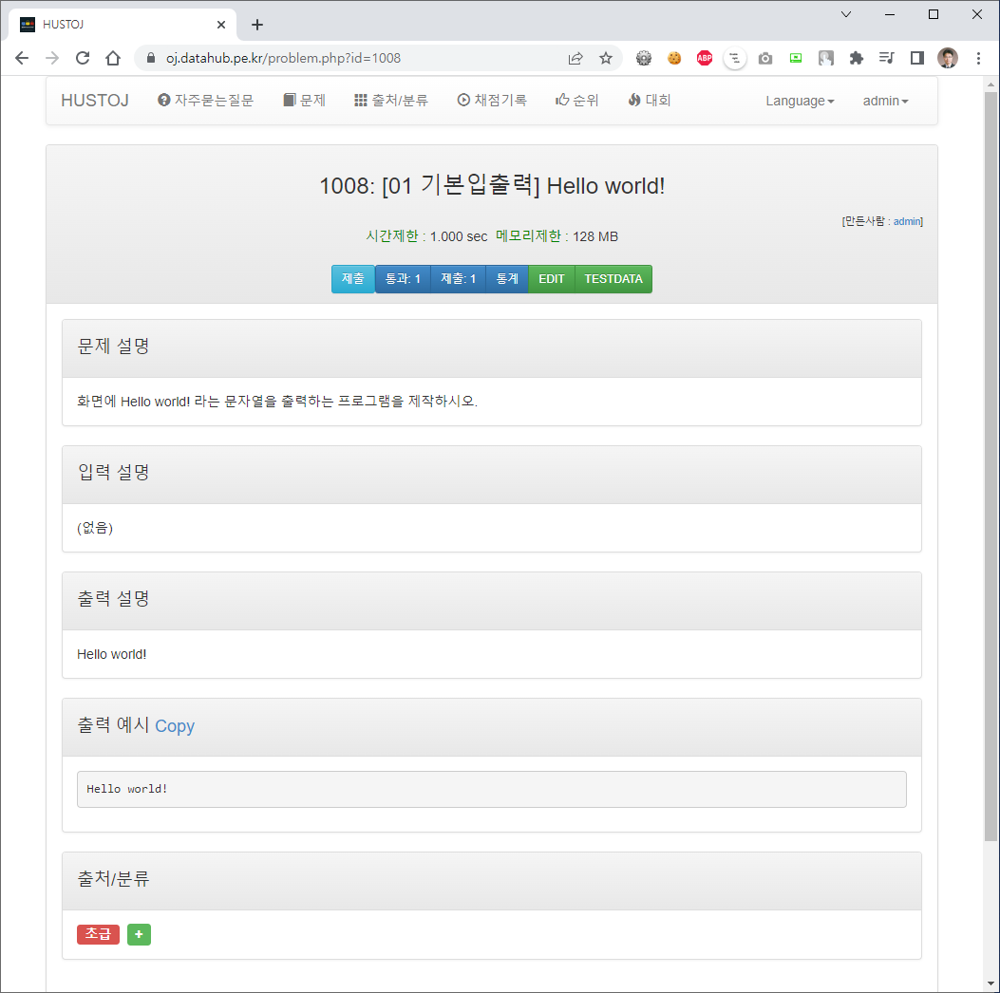 HUSTOJ
oj.datahub.pe.kr/problem.php?id=1008
ABP
HUSTOJ 자주묻는질문 문제 출처/분류 채점기록 순위 대회 Language admin
1008: [01 기본입출력] Hello world!
[만든사람 : admin]
시간제한 : 1.000 sec 메모리제한 : 128 MB
제출 통과: 1 제출: 1 통계 EDIT TESTDATA
문제 설명
화면에 Hello world! 라는 문자열을 출력하는 프로그램을 제작하시오.
입력 설명
(없음)
출력 설명
Hello world!
출력 예시 Copy
Hello world!
출처/분류
초급 +